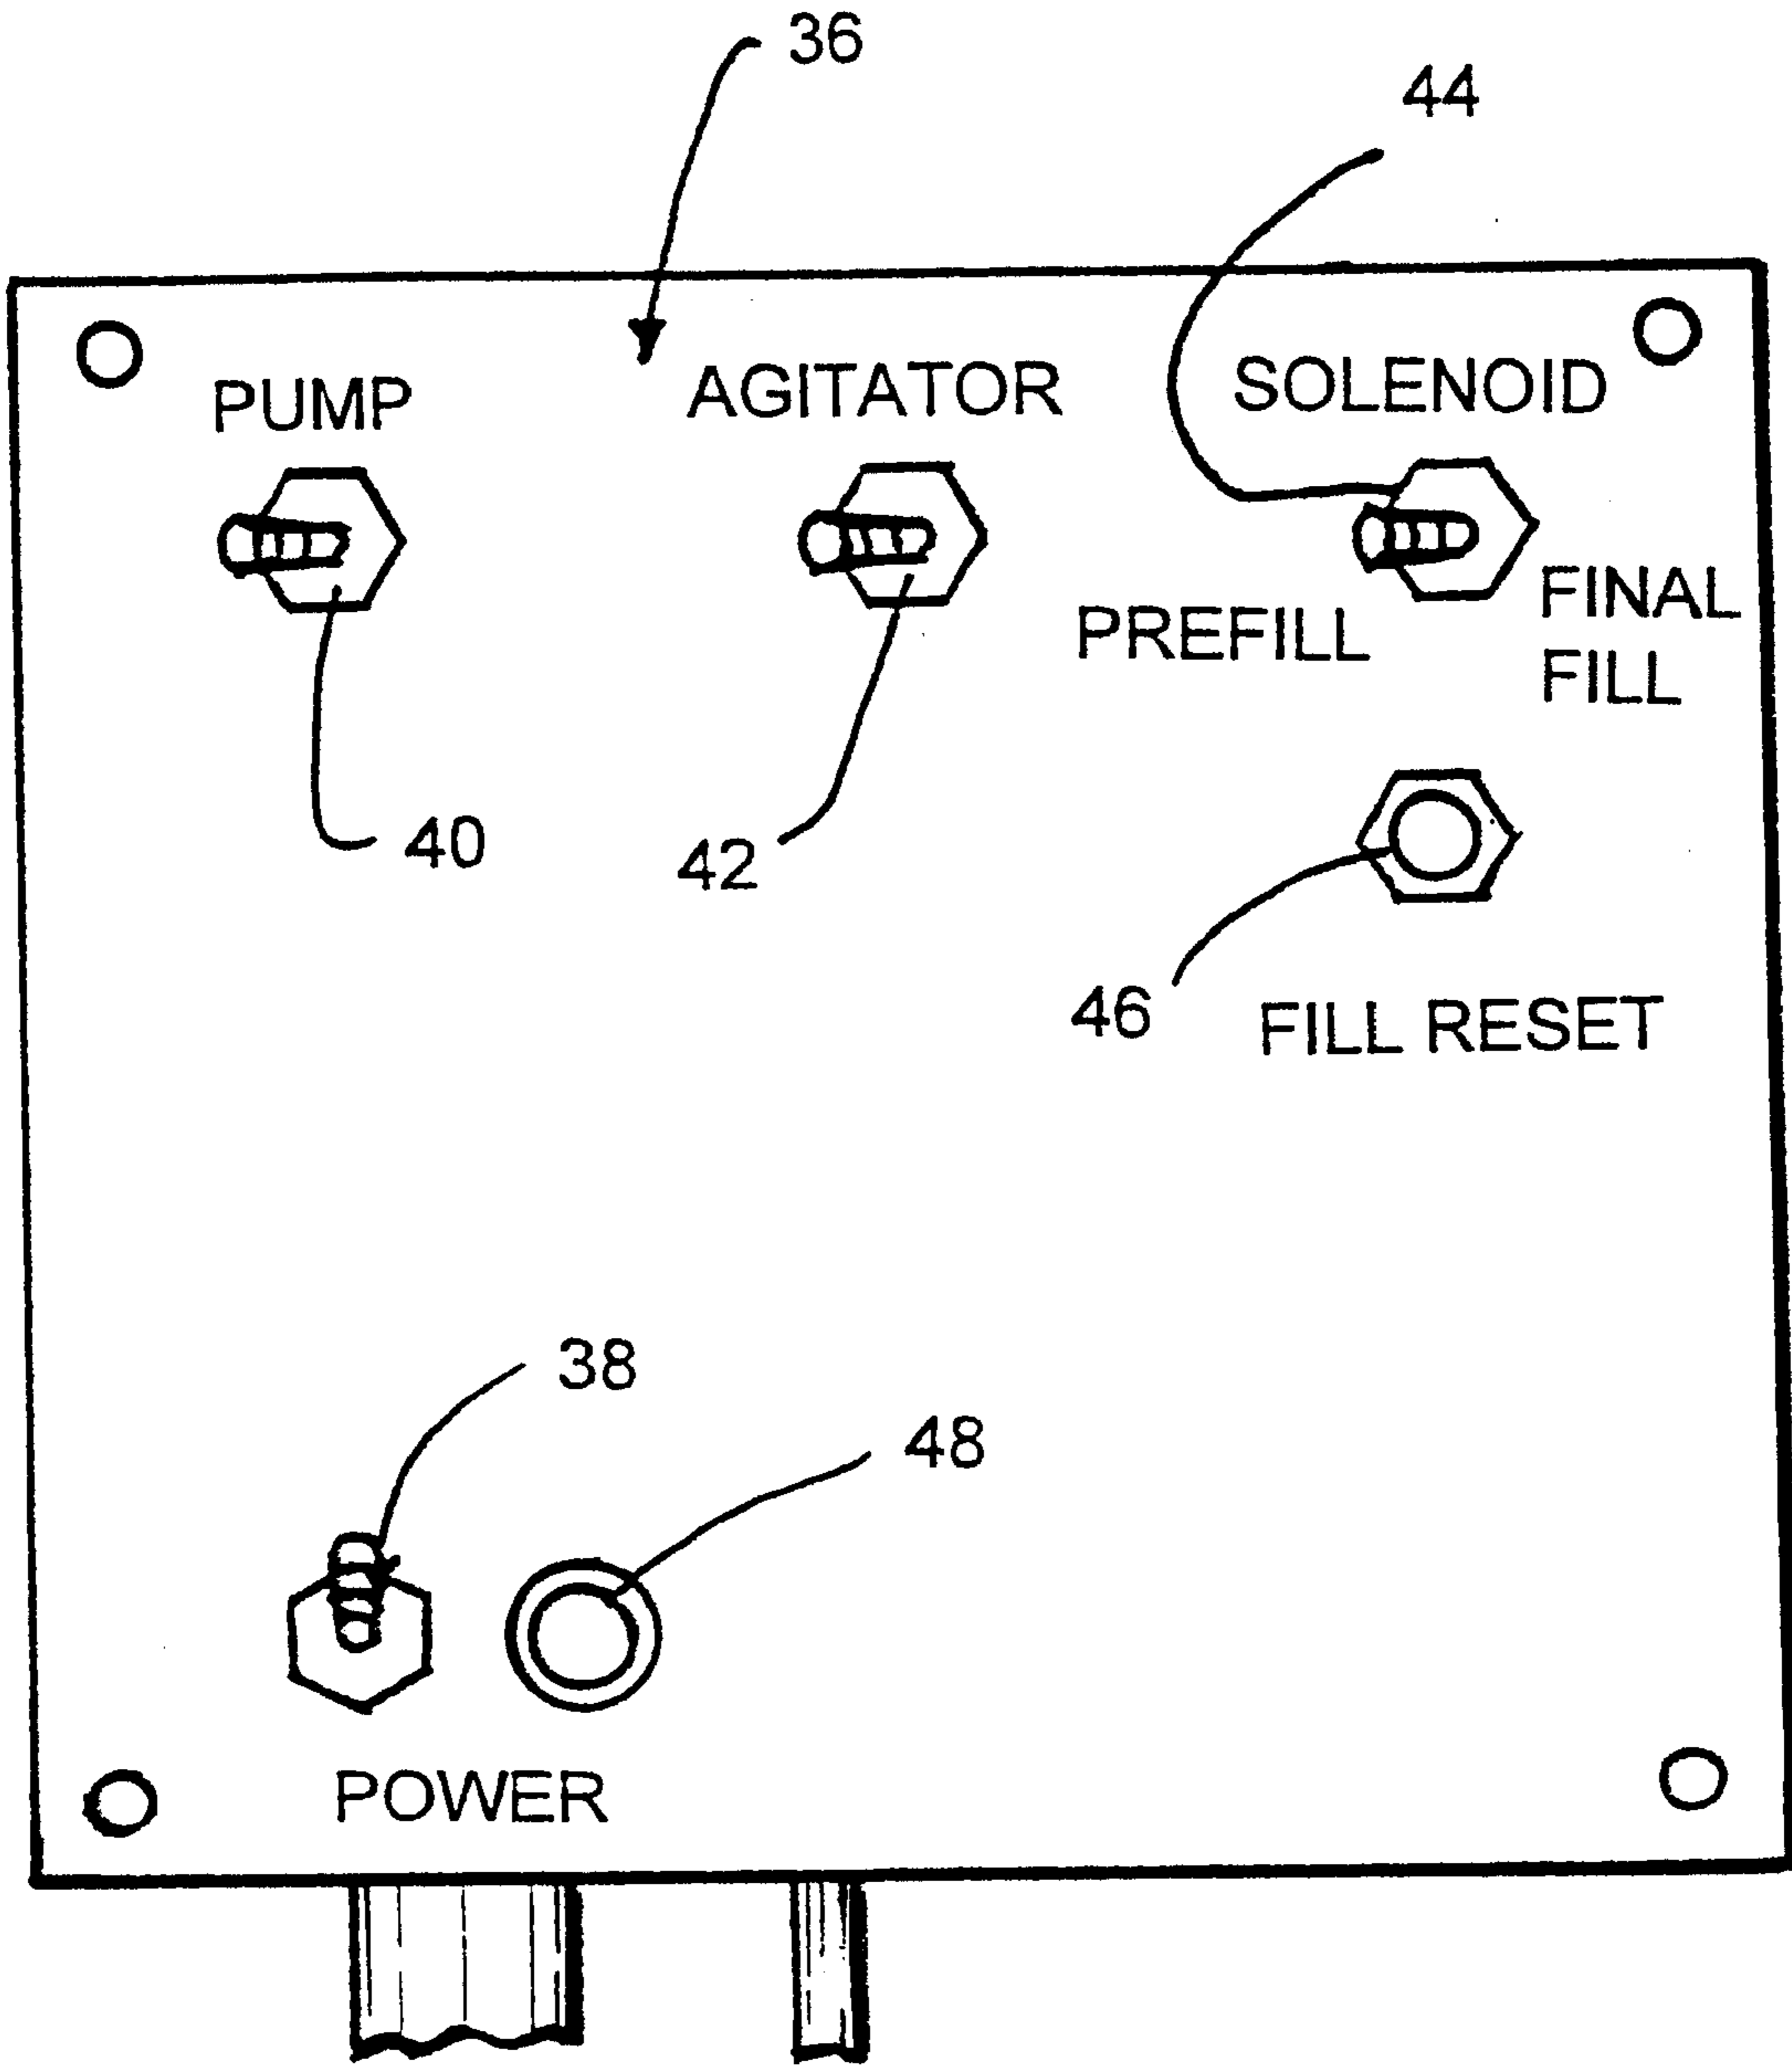 36
44
PUMP
AGITATOR
SOLENOID
PREFILL
FINAL
FILL
40
42
46
FILL RESET
38
48
POWER